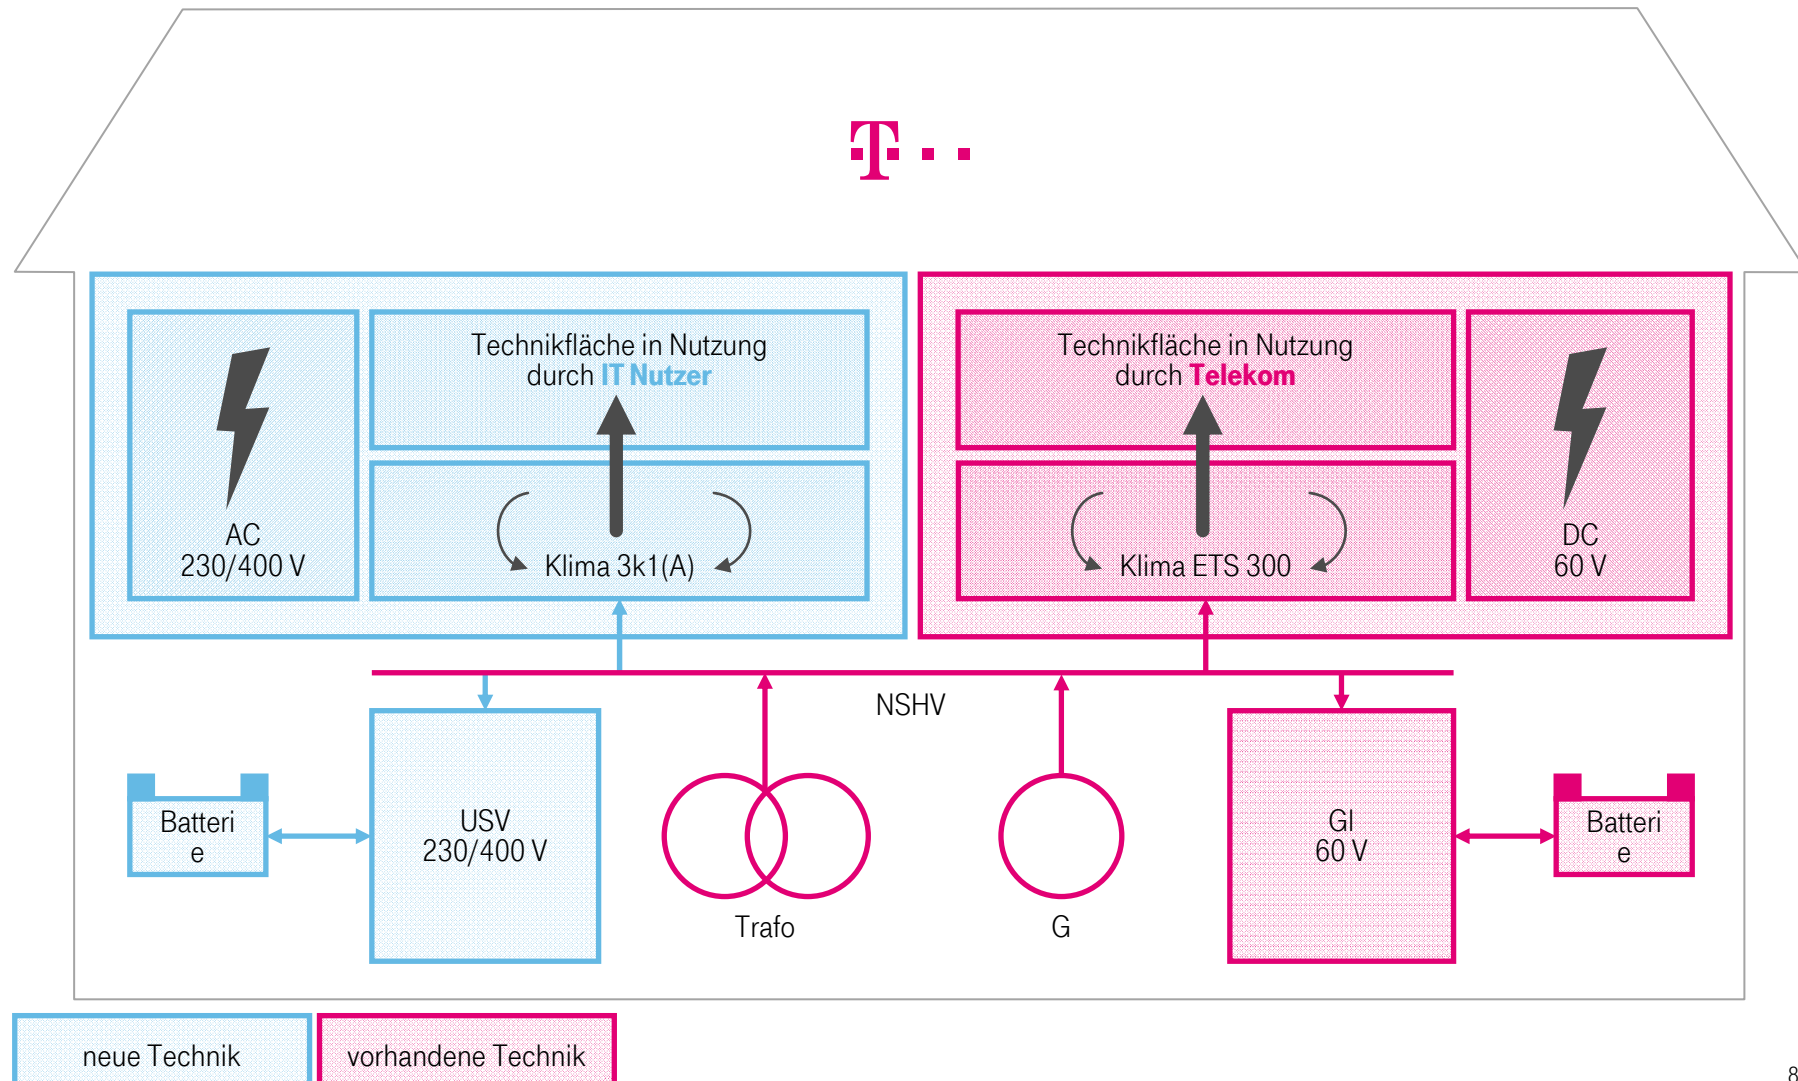 T
Technikfläche in Nutzung
durch IT Nutzer
Technikfläche in Nutzung
durch Telekom
AC
230/400 V
Klima 3k1(A)
Klima ETS 300
DC
60 V
NSHV
Batteri
e
USV
230/400 V
Trafo
G
GI
60 V
Batteri
e
neue Technik
vorhandene Technik
8